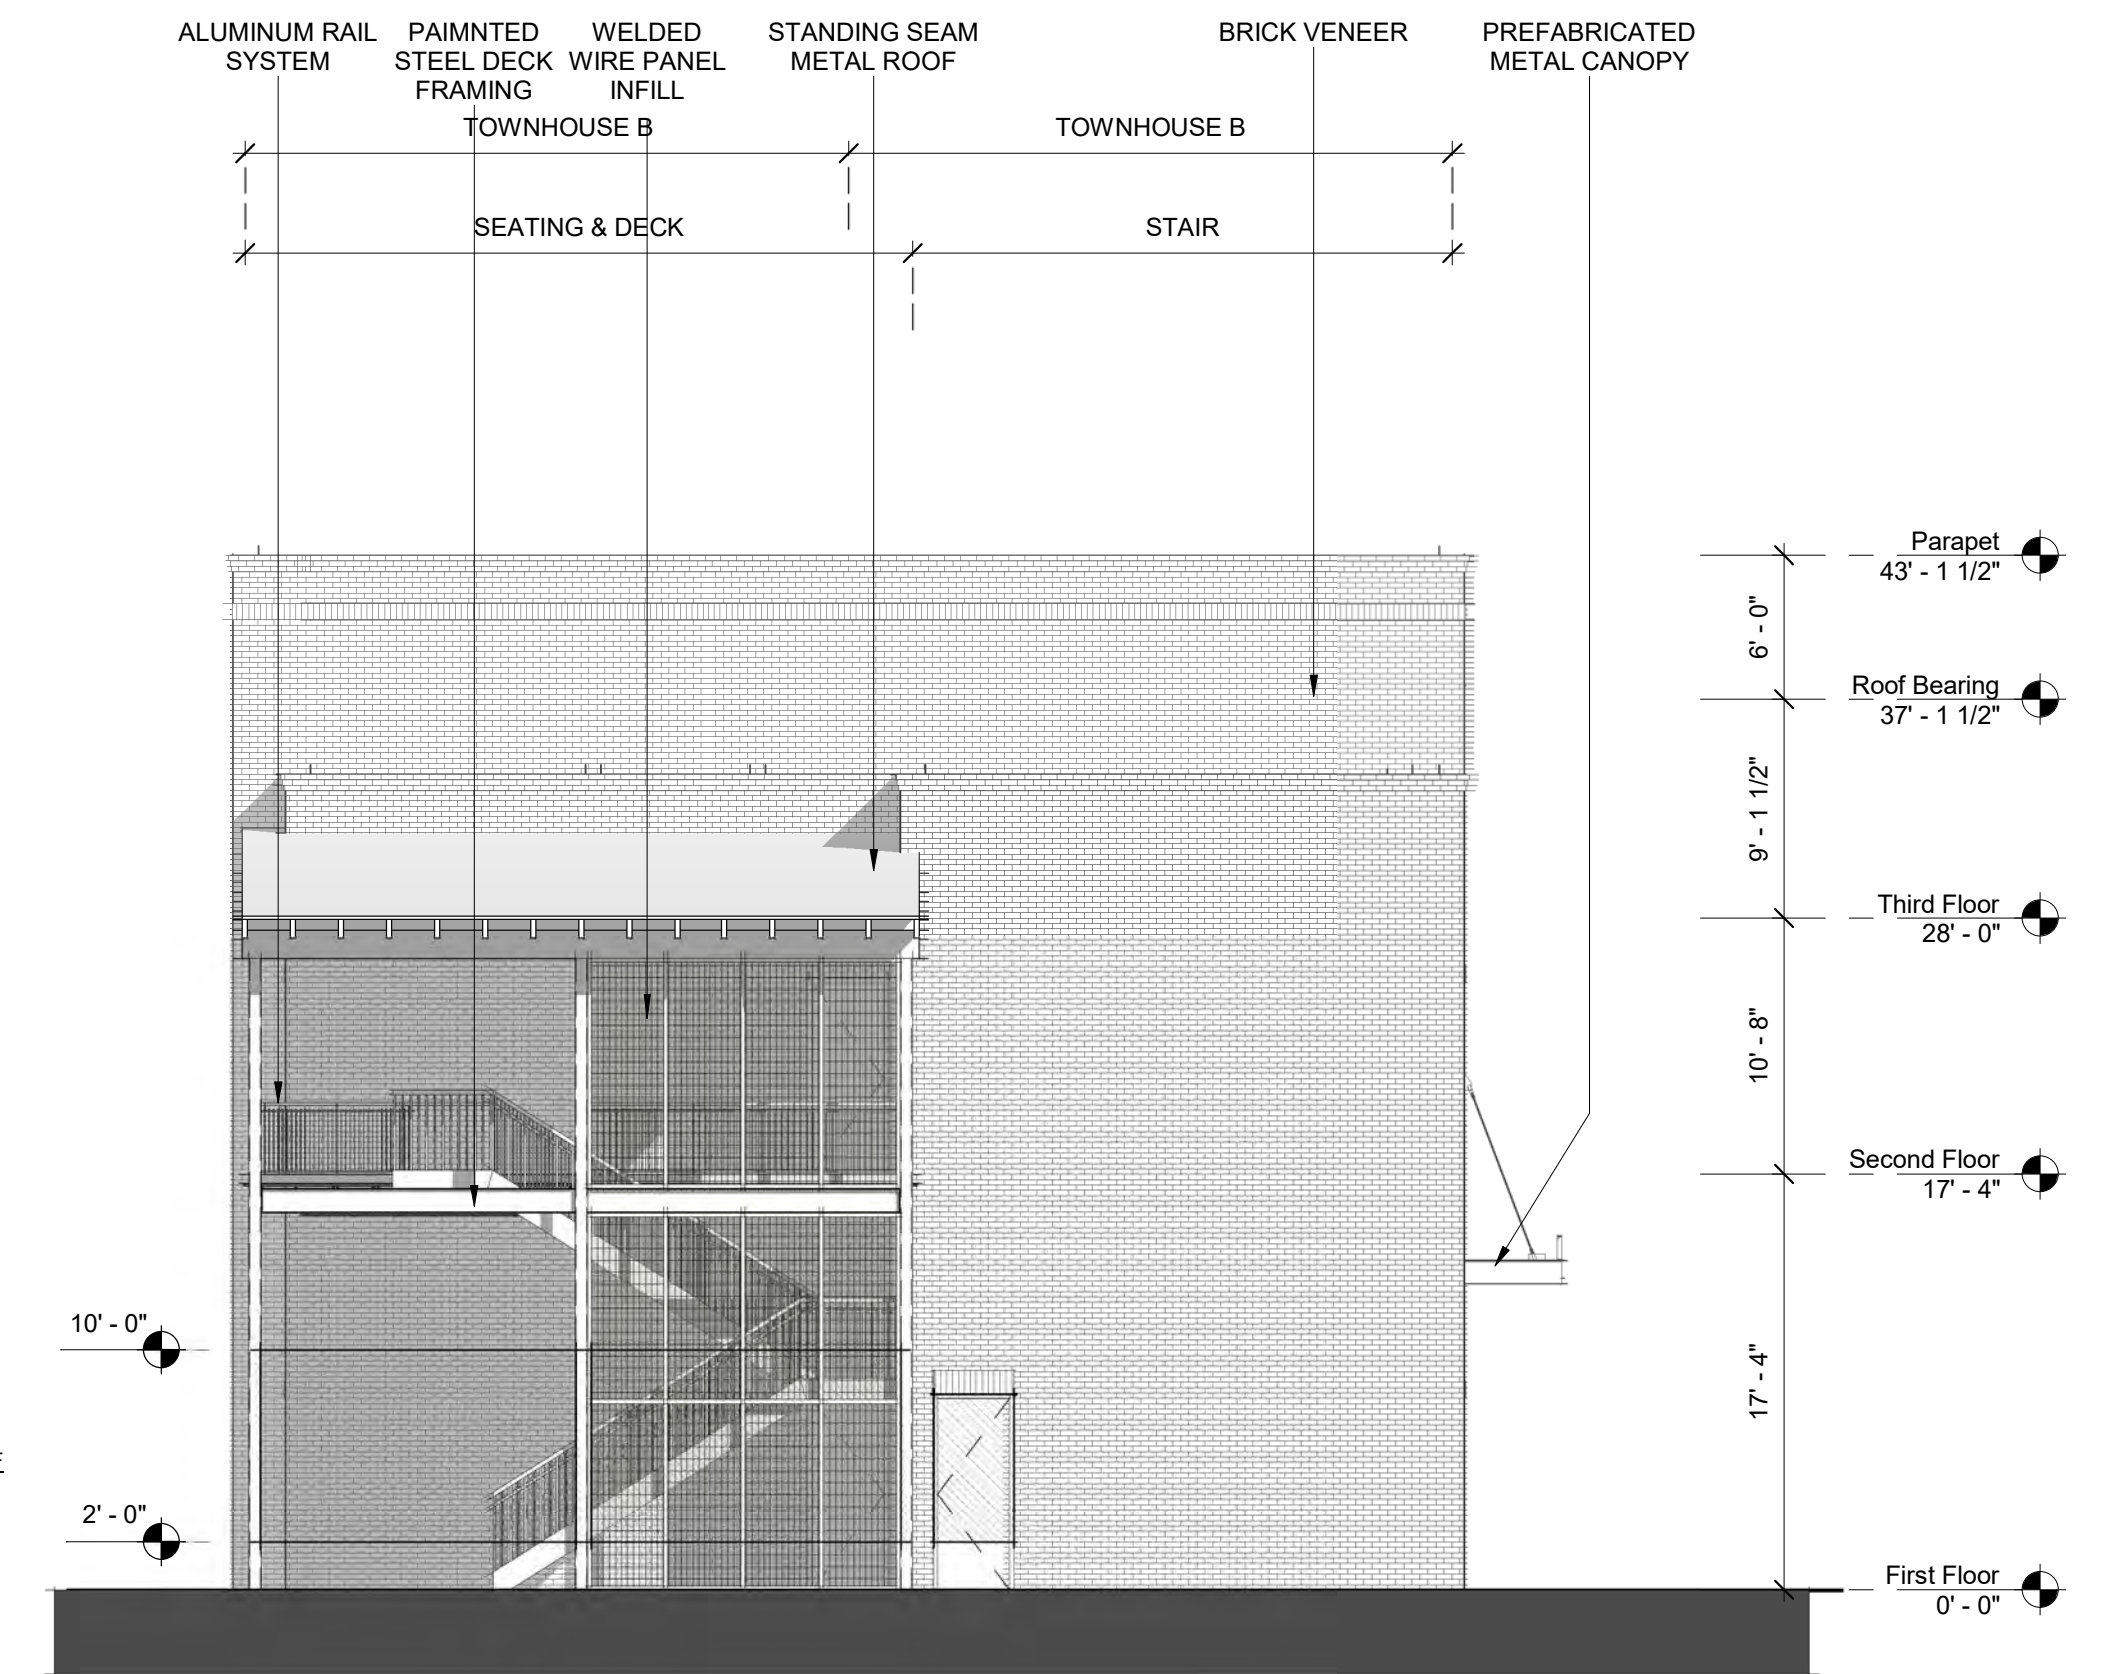 ALUMINUM RAIL
SYSTEM
PAIMNTED
STEEL DECK
FRAMING
WELDED
WIRE PANEL
INFILL
STANDING SEAM
METAL ROOF
BRICK VENEER
PREFABRICATED
METAL CANOPY
TOWNHOUSE B
TOWNHOUSE B
SEATING & DECK
STAIR
Parapet
43' - 1 1/2"
6' - 0"
Roof Bearing
37' - 1 1/2"
9' - 1 1/2"
Third Floor
28' - 0"
10' - 8"
Second Floor
17' - 4"
17' - 4"
First Floor
0' - 0"
10' - 0"
2' - 0"